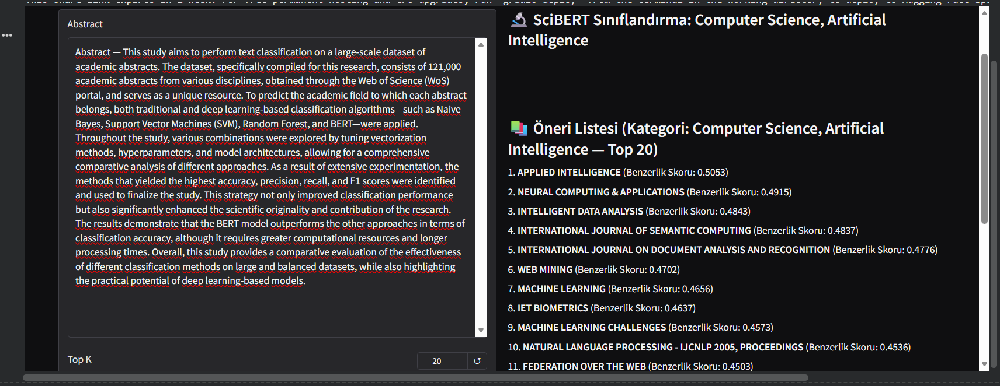 Abstract
Abstract — This study aims to perform text classification on a large-scale dataset of
academic abstracts. The dataset, specifically compiled for this research, consists of 121,000
academic abstracts from various disciplines, obtained through the Web of Science (WoS)
portal, and serves as a unique resource. To predict the academic field to which each abstract
belongs, both traditional and deep learning-based classification algorithms—such as Naive
Bayes, Support Vector Machines (SVM), Random Forest, and BERT—were applied.
Throughout the study, various combinations were explored by tuning vectorization
methods, hyperparameters, and model architectures, allowing for a comprehensive
comparative analysis of different approaches. As a result of extensive experimentation, the
methods that yielded the highest accuracy, precision, recall, and F1 scores were identified
and used to finalize the study. This strategy not only improved classification performance
but also significantly enhanced the scientific originality and contribution of the research.
The results demonstrate that the BERT model outperforms the other approaches in terms of
classification accuracy, although it requires greater computational resources and longer
processing times. Overall, this study provides a comparative evaluation of the effectiveness
of different classification methods on large and balanced datasets, while also highlighting
the practical potential of deep learning-based models.
Top K
20
SciBERT Sınıflandırma: Computer Science, Artificial
Intelligence
Öneri Listesi (Kategori: Computer Science, Artificial
Intelligence — Top 20)
1. APPLIED INTELLIGENCE (Benzerlik Skoru: 0.5053)
2. NEURAL COMPUTING & APPLICATIONS (Benzerlik Skoru: 0.4915)
3. INTELLIGENT DATA ANALYSIS (Benzerlik Skoru: 0.4843)
4. INTERNATIONAL JOURNAL OF SEMANTIC COMPUTING (Benzerlik Skoru: 0.4837)
5. INTERNATIONAL JOURNAL ON DOCUMENT ANALYSIS AND RECOGNITION (Benzerlik Skoru: 0.4776)
6. WEB MINING (Benzerlik Skoru: 0.4702)
7. MACHINE LEARNING (Benzerlik Skoru: 0.4656)
8. IET BIOMETRICS (Benzerlik Skoru: 0.4637)
9. MACHINE LEARNING CHALLENGES (Benzerlik Skoru: 0.4573)
10. NATURAL LANGUAGE PROCESSING - IJCNLP 2005, PROCEEDINGS (Benzerlik Skoru: 0.4536)
11. FEDERATION OVER THE WEB (Benzerlik Skoru: 0.4503)